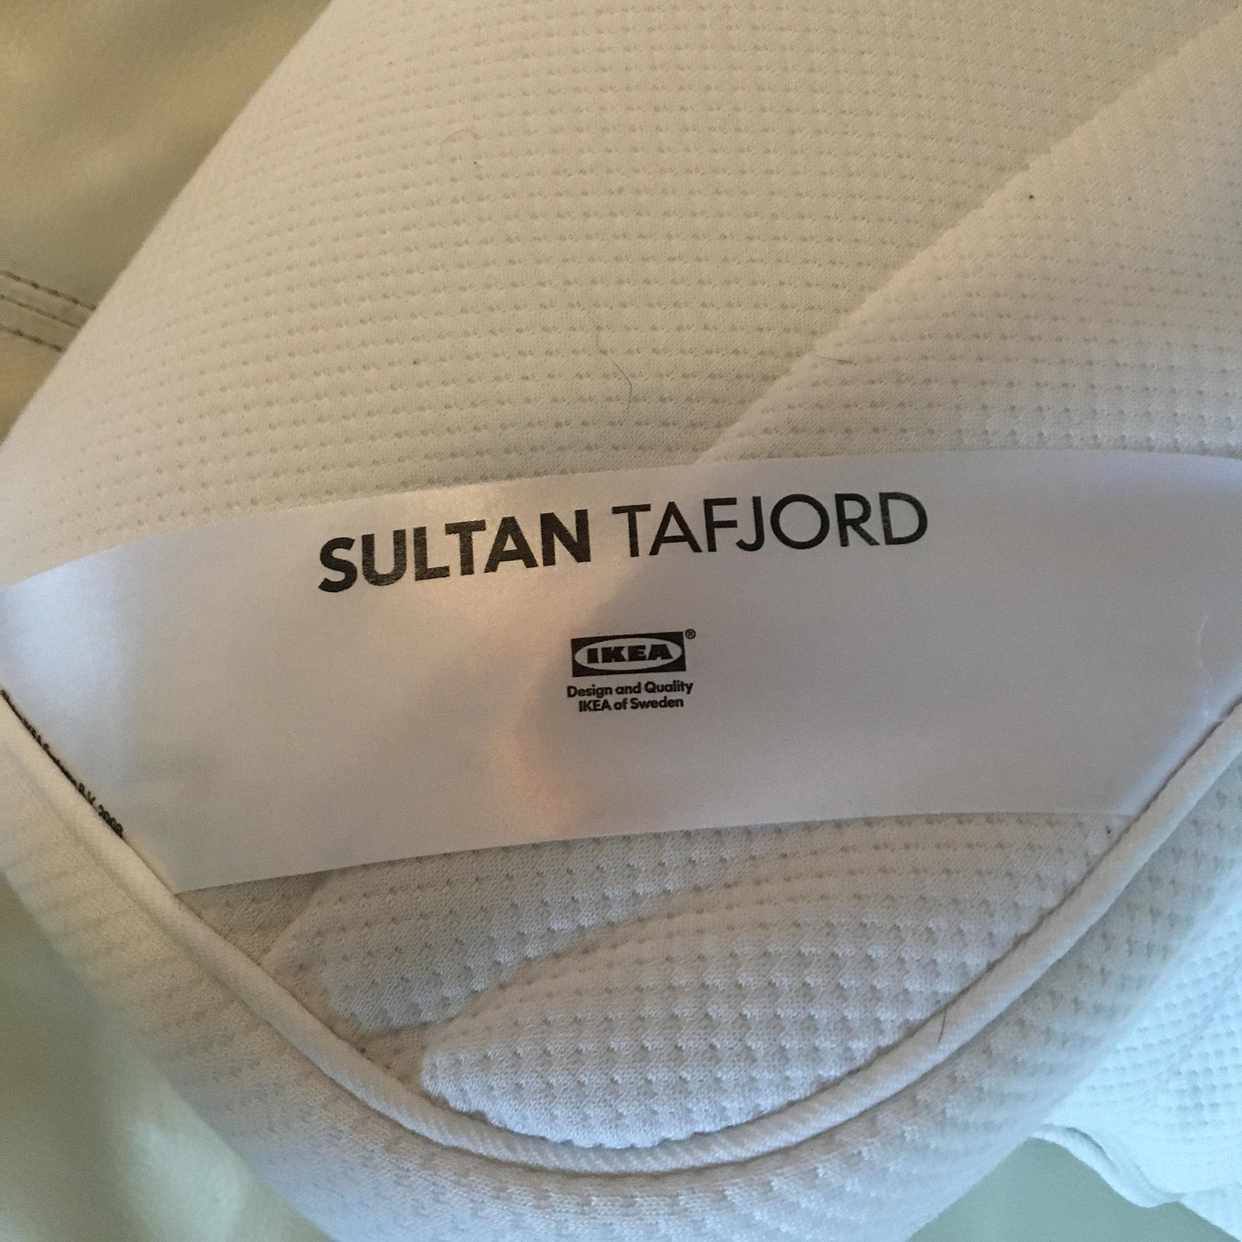 SULTAN TAFJORD
IKEA®
Design and Quality
IKEA of Sweden